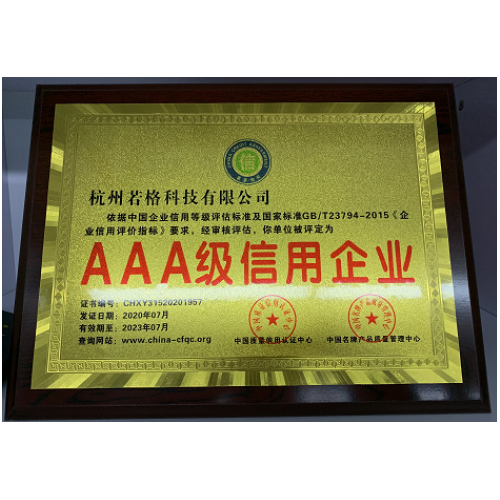 信
杭州若格科技有限公司
依据中国企业信用等级评估标准及国家标准GB/T23794-2015《企
业信用评价指标》要求，经审核评估，你单位被评定为
AAA级信用企业
证书编号：CHXY31520201957
发证日期：2020年07月
有效期至：2023年07月
查询网站：www.china-cfqc.org
中国质量信用认证中心
中国名牌产品质量管理中心